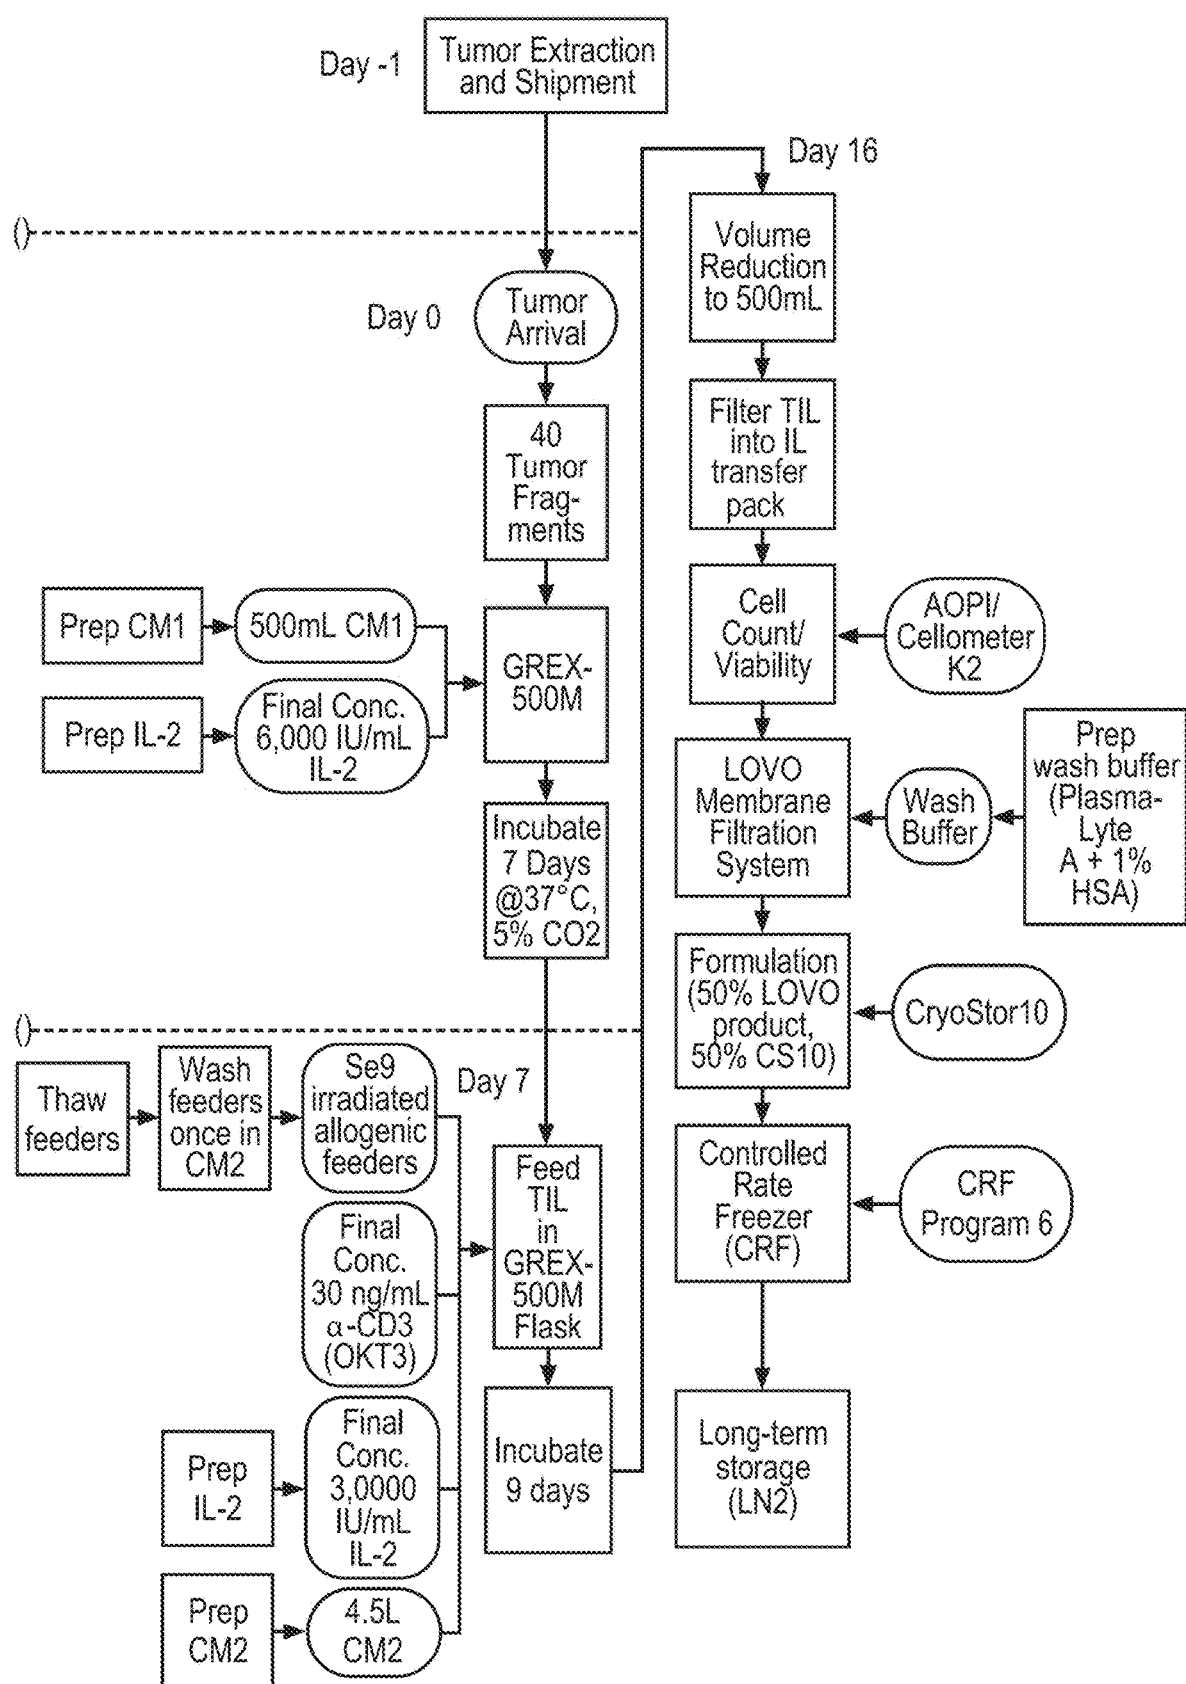 Day -1
Tumor Extraction
and Shipment
()
Day 0
Tumor
Arrival
40
Tumor
Frag-
ments
Prep CM1
500mL CM1
Prep IL-2
Final Conc.
6,000 IU/mL
IL-2
GREX-
500M
Incubate
7 Days
@37°C,
5% CO2
()
Day 7
Thaw
feeders
Wash
feeders
once in
CM2
Se9
irradiated
allogenic
feeders
Final
Conc.
30 ng/mL
α-CD3
(OKT3)
Prep
IL-2
Final
Conc.
3,0000
IU/mL
IL-2
Prep
CM2
4.5L
CM2
Feed
TIL
in
GREX-
500M
Flask
Incubate
9 days
Day 16
Volume
Reduction
to 500mL
Filter TIL
into IL
transfer
pack
Cell
Count/
Viability
AOPI/
Cellometer
K2
LOVO
Membrane
Filtration
System
Wash
Buffer
Prep
wash buffer
(Plasma-
Lyte
A + 1%
HSA)
Formulation
(50% LOVO
product,
50% CS10)
CryoStor10
Controlled
Rate
Freezer
(CRF)
CRF
Program 6
Long-term
storage
(LN2)